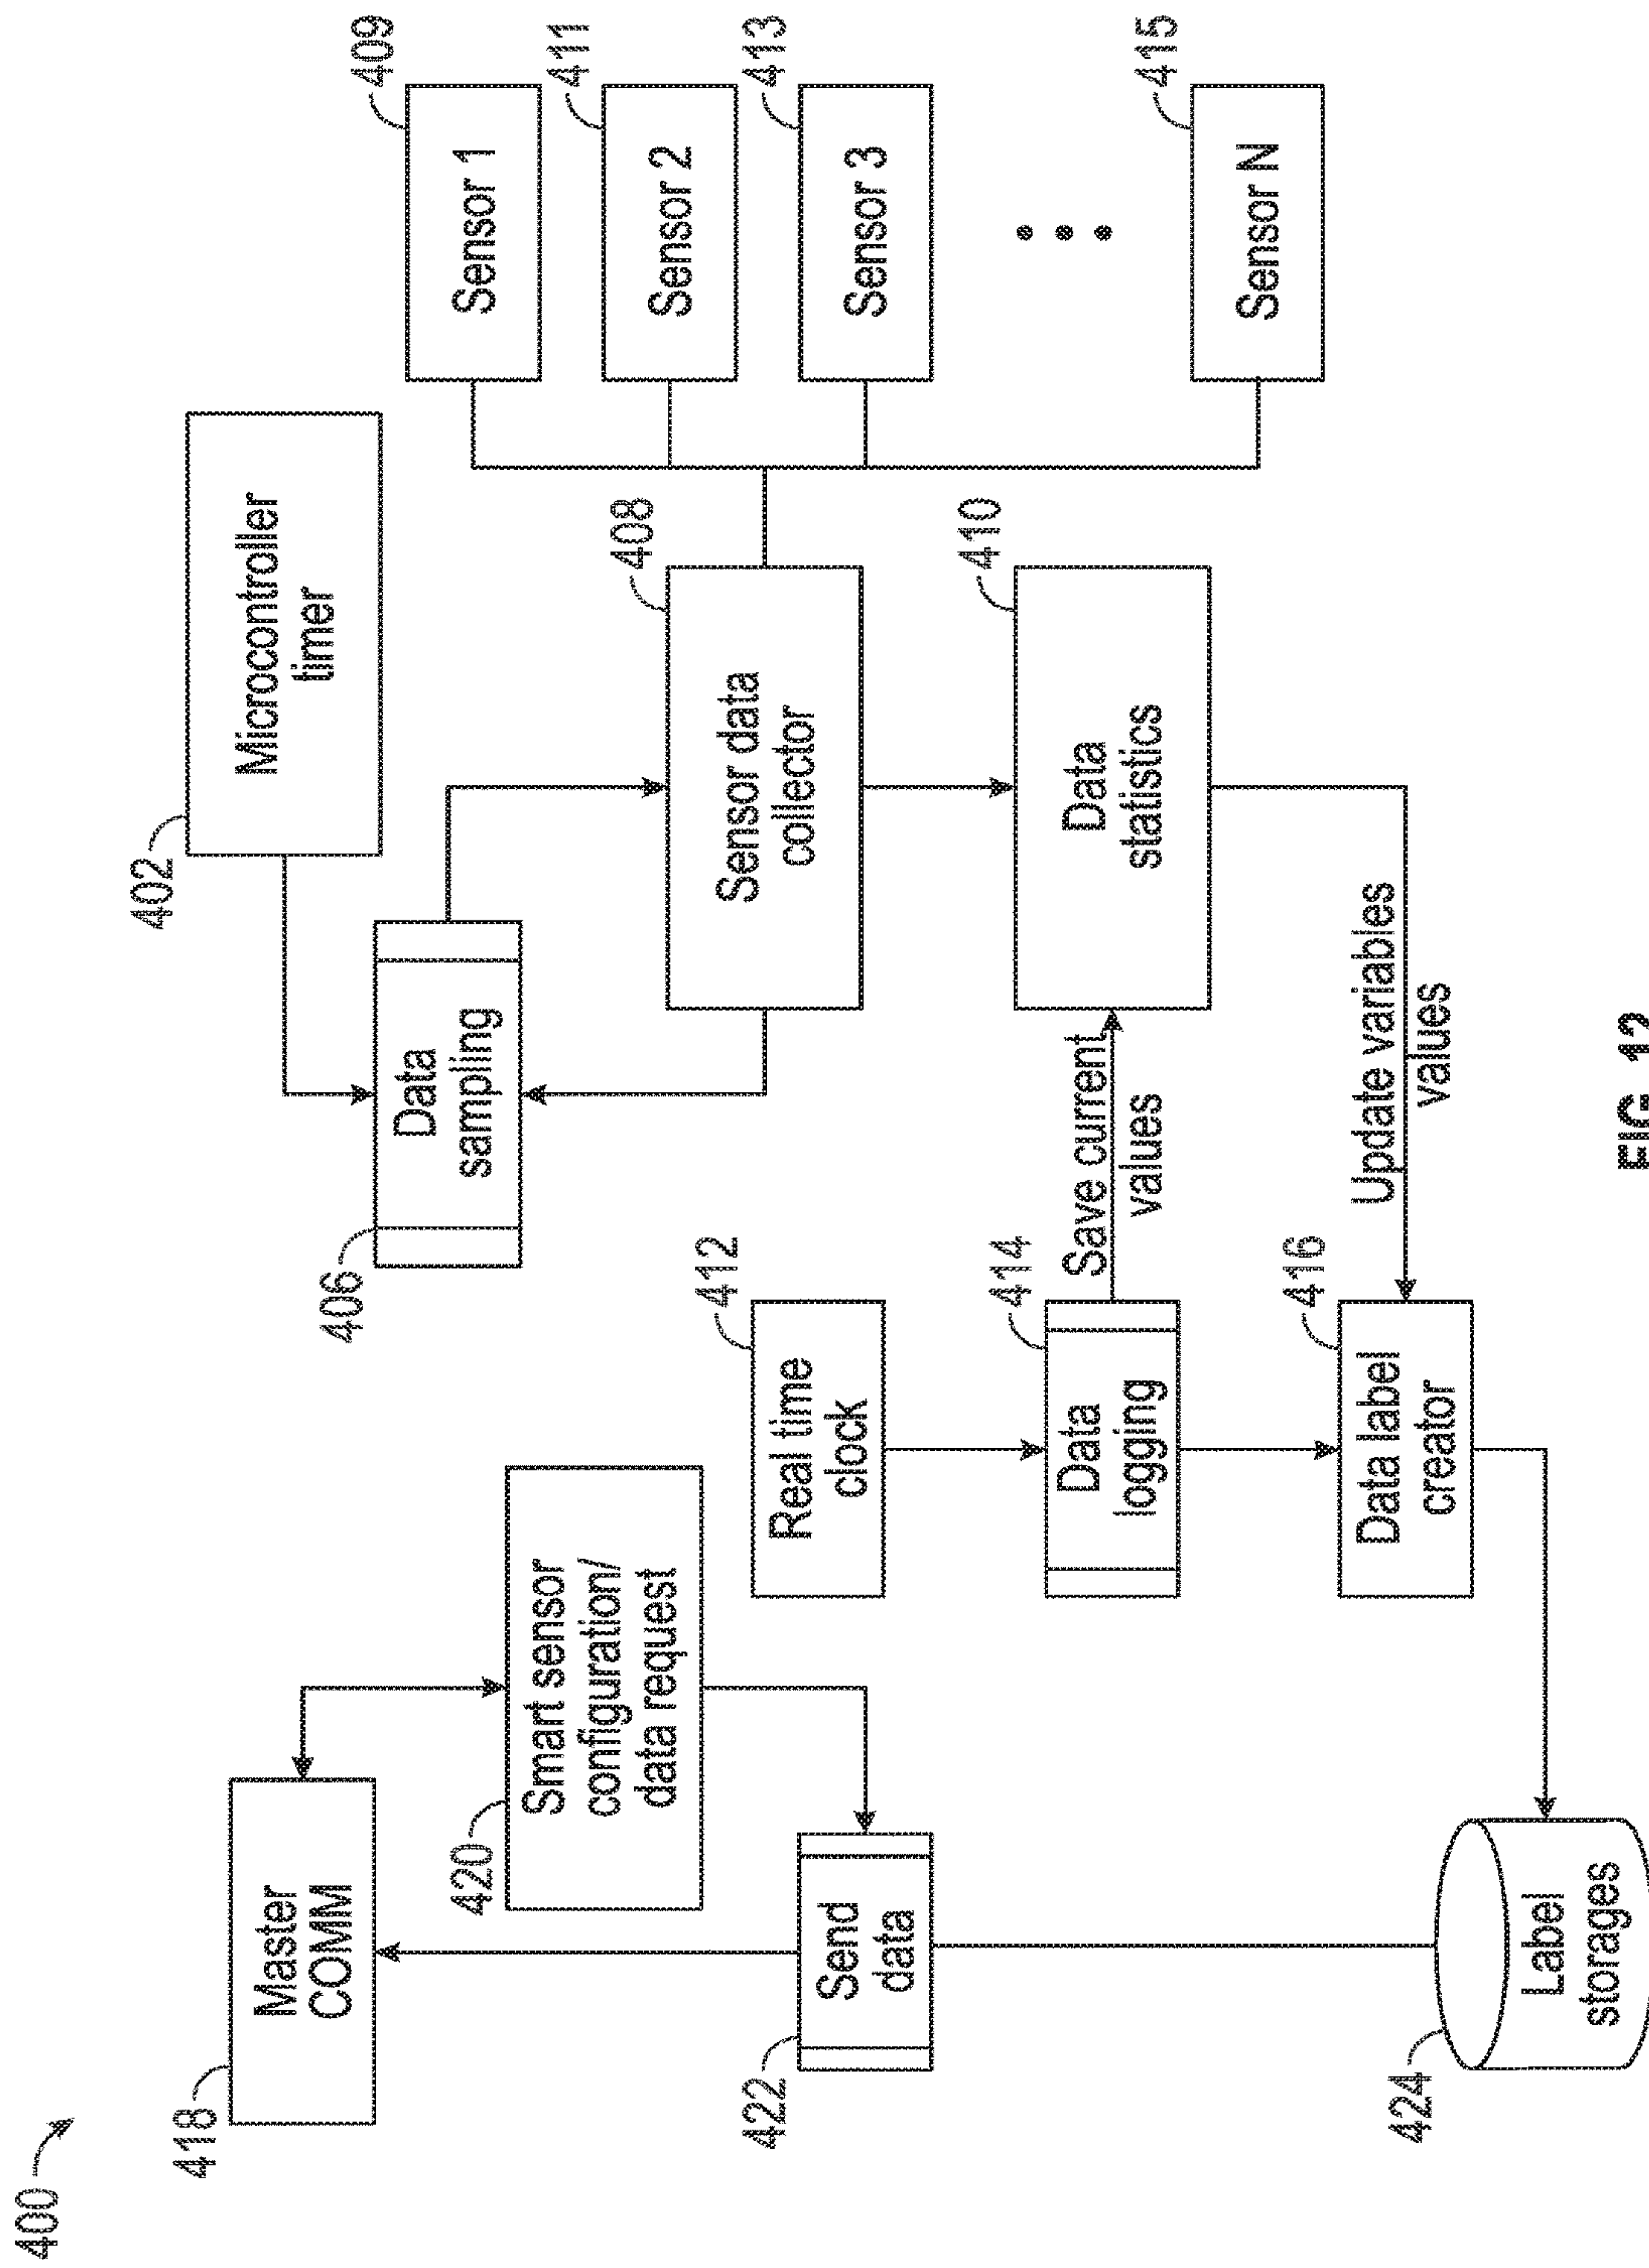 400
418
Master
COMM
420
Smart sensor
configuration/
data request
422
Send
data
424
Label
storages
412
Real time
clock
414
Data
logging
416
Data label
creator
Save current
values
Update variables
values
402
Microcontroller
timer
406
Data
sampling
408
Sensor data
collector
410
Data
statistics
409
Sensor 1
411
Sensor 2
413
Sensor 3
415
Sensor N
FIG. 12